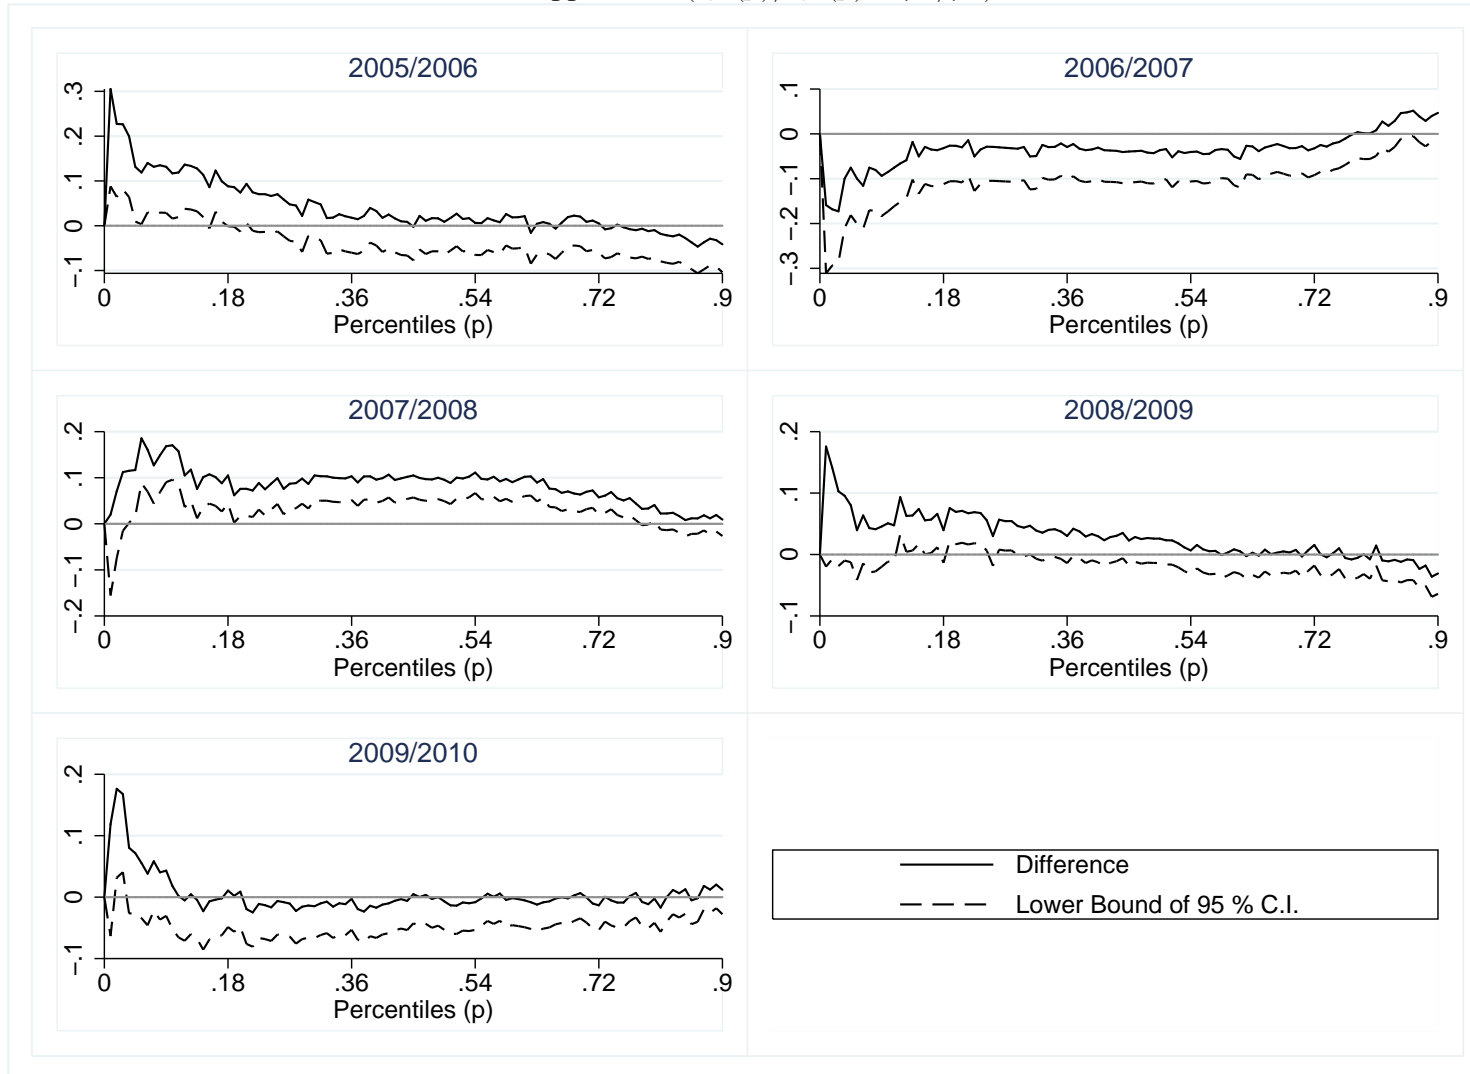 2005/2006
.3
.2
.1
0
−.1
0 .18 .36 .54 .72 .9
Percentiles (p)
2006/2007
.1
0
−.1
−.2
−.3
0 .18 .36 .54 .72 .9
Percentiles (p)
2007/2008
.2
.1
0
−.1
−.2
0 .18 .36 .54 .72 .9
Percentiles (p)
2008/2009
.2
.1
0
−.1
0 .18 .36 .54 .72 .9
Percentiles (p)
2009/2010
.2
.1
0
−.1
0 .18 .36 .54 .72 .9
Percentiles (p)
Difference
Lower Bound of 95 % C.I.